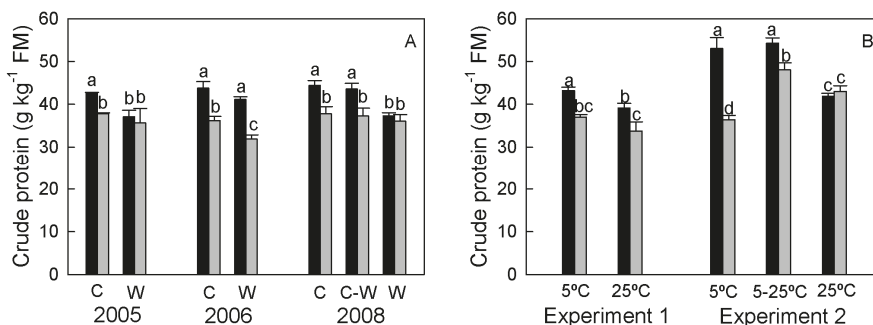 Crude protein (g kg⁻¹ FM)
60
50
40
30
20
10
0
A
a
b
b b
a
b
a
c
a
b
a
b
b b
C W C W C C-W W
2005 2006 2008
Crude protein (g kg⁻¹ FM)
60
50
40
30
20
10
0
B
a
bc
b
c
a
d
a
b
c c
5ºC 25ºC 5ºC 5-25ºC 25ºC
Experiment 1 Experiment 2